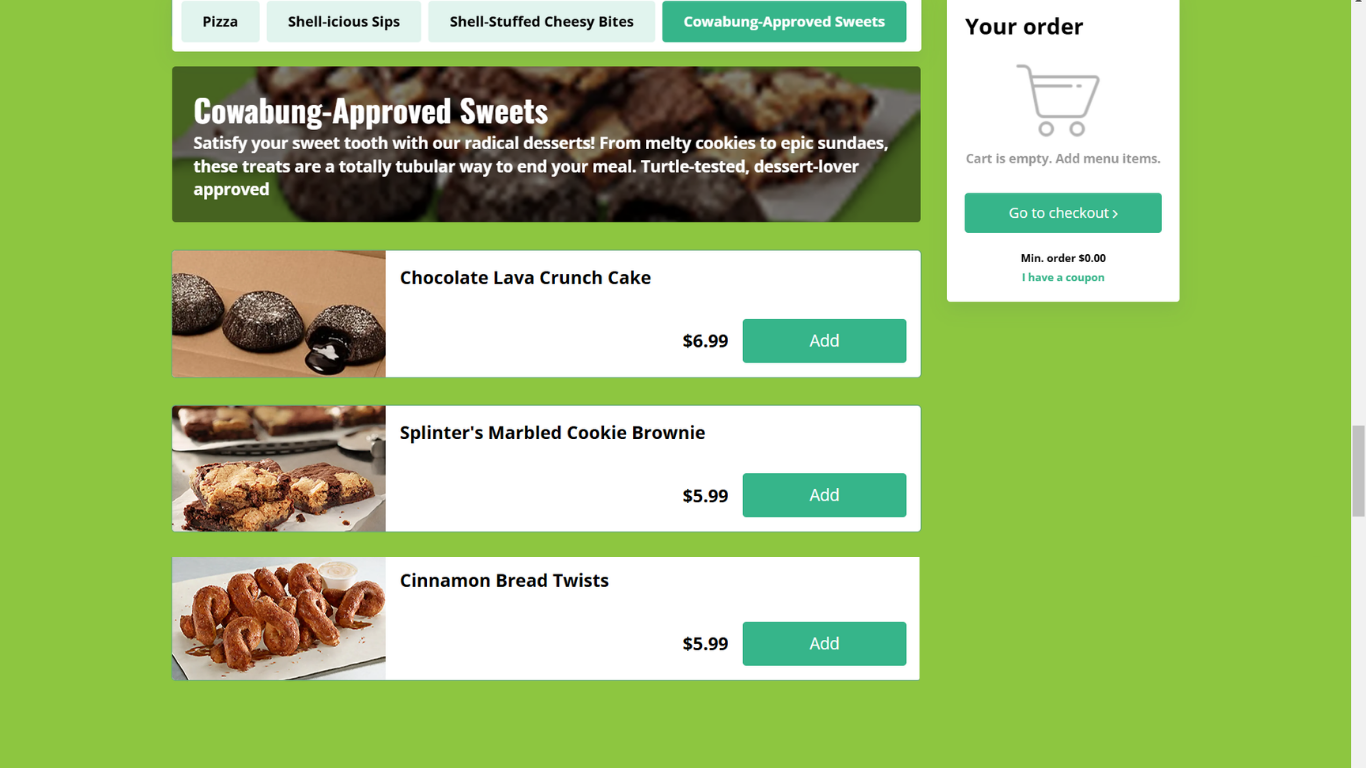 Pizza
Shell-icious Sips
Shell-Stuffed Cheesy Bites
Cowabung-Approved Sweets
Cowabung-Approved Sweets
Satisfy your sweet tooth with our radical desserts! From melty cookies to epic sundaes,
these treats are a totally tubular way to end your meal. Turtle-tested, dessert-lover
approved
Chocolate Lava Crunch Cake
$6.99
Add
Splinter's Marbled Cookie Brownie
$5.99
Add
Cinnamon Bread Twists
$5.99
Add
Your order
Cart is empty. Add menu items.
Go to checkout ›
Min. order $0.00
I have a coupon